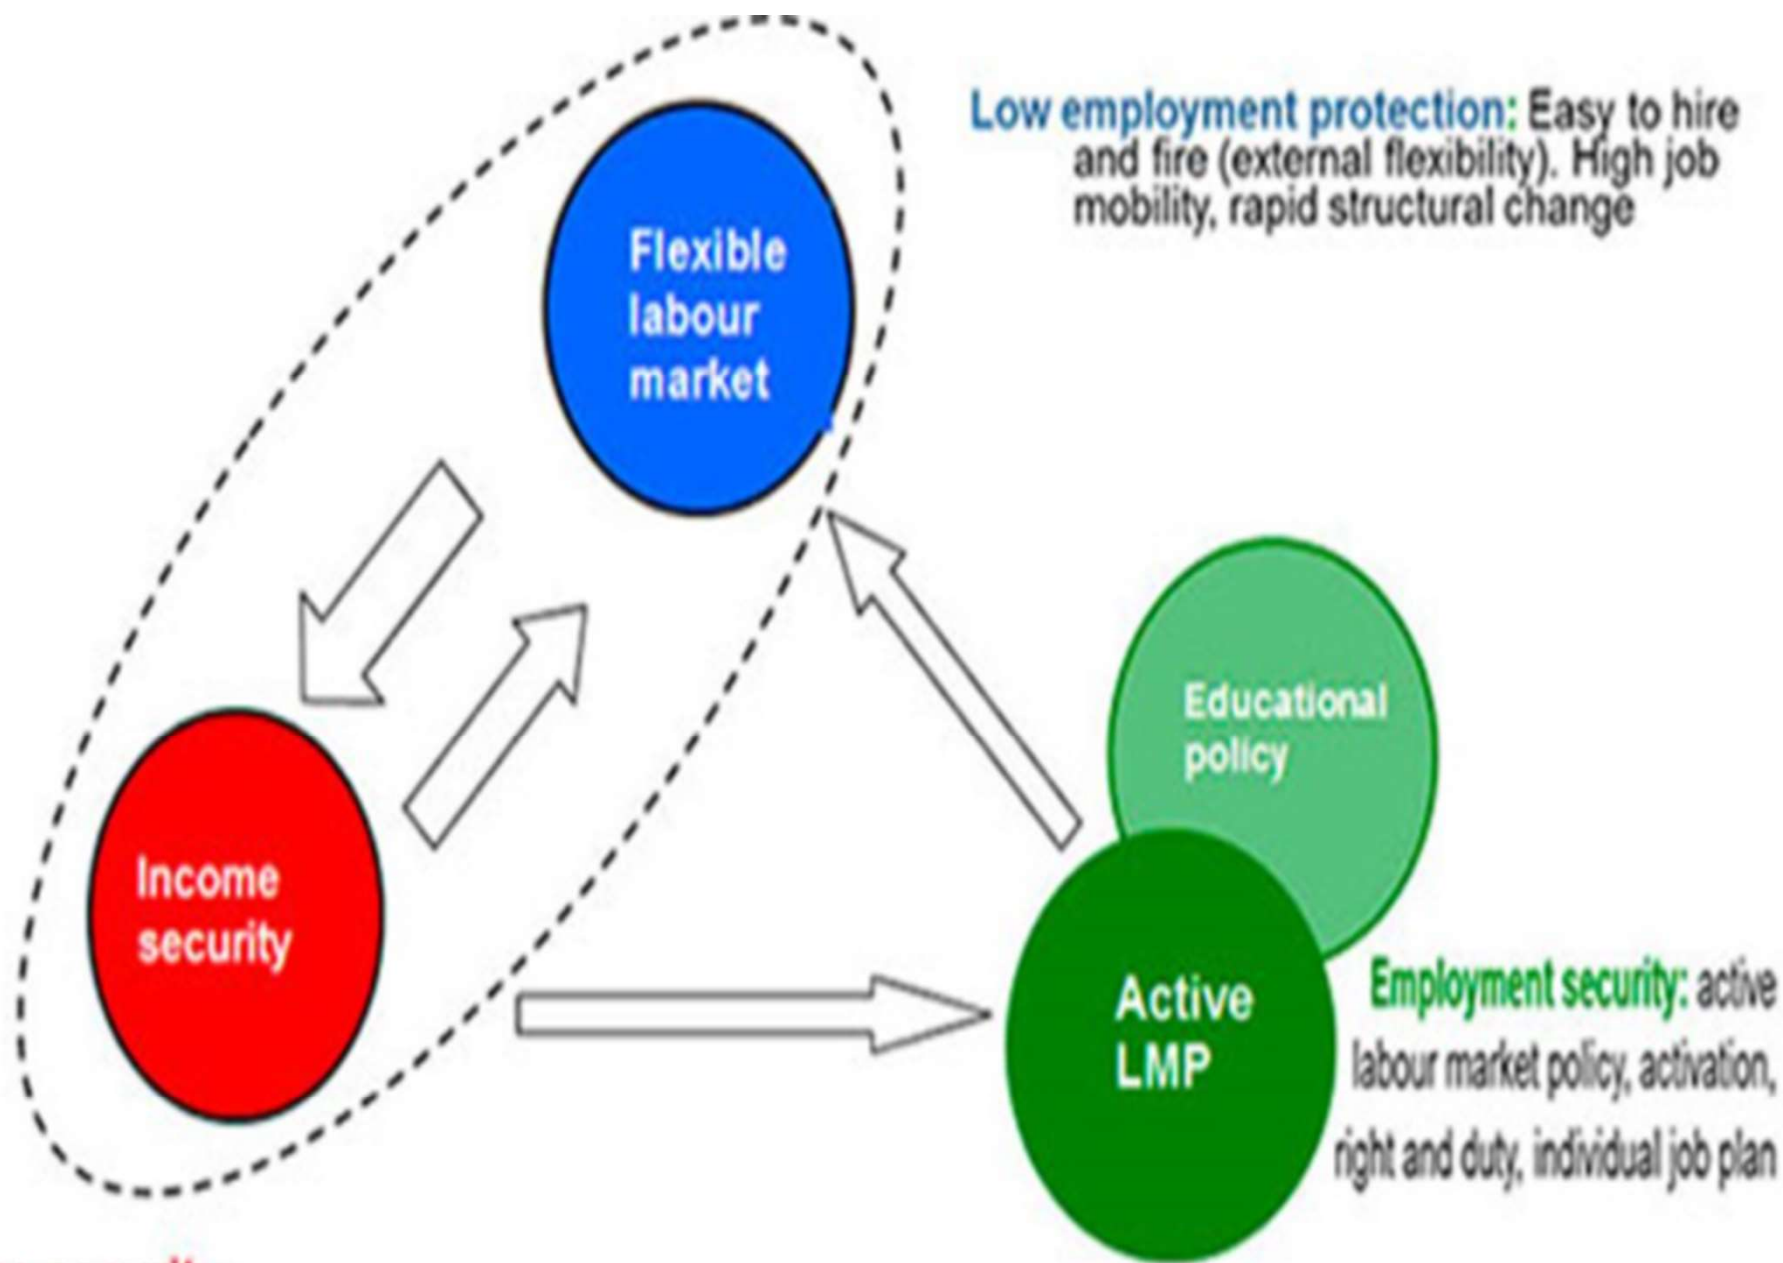 Low employment protection: Easy to hire
and fire (external flexibility). High job
mobility, rapid structural change
Flexible
labour
market
Educational
policy
Income
security
Active
LMP
Employment security: active
labour market policy, activation,
right and duty, individual job plan